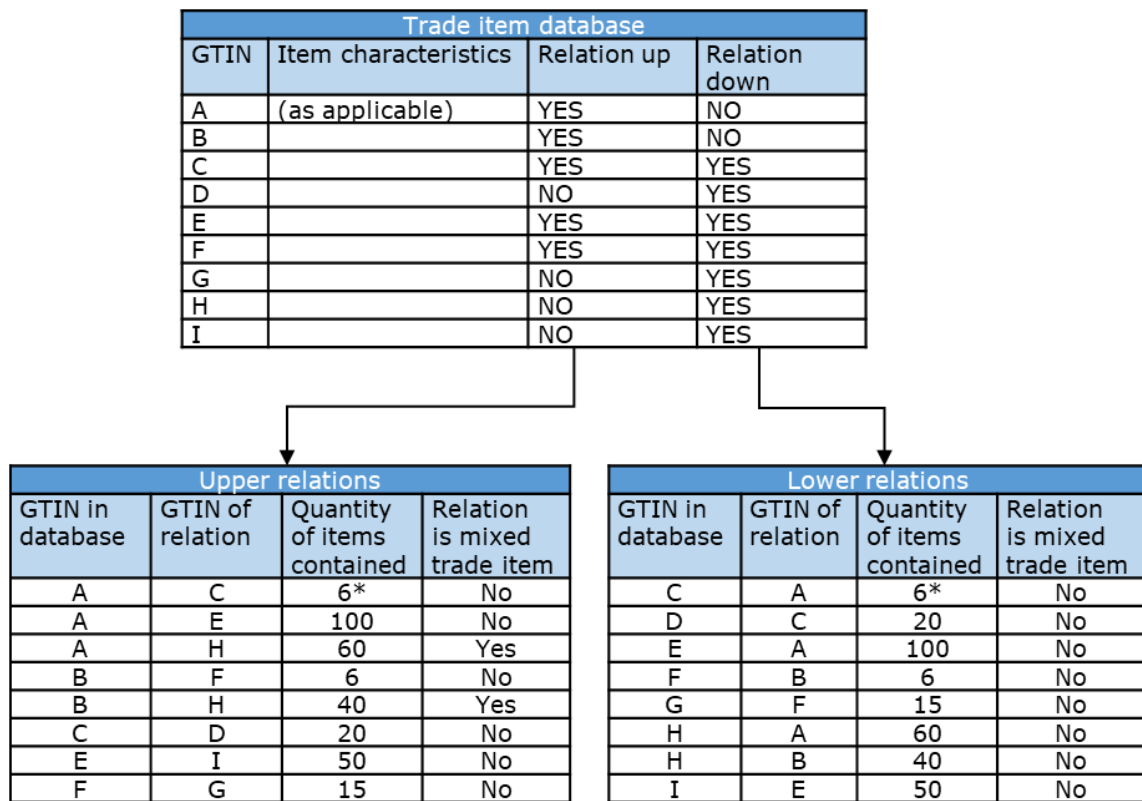 Trade item database
GTIN Item characteristics Relation up Relation
down
A (as applicable) YES NO
B YES NO
C YES YES
D NO YES
E YES YES
F YES YES
G NO YES
H NO YES
I NO YES
Upper relations
GTIN in GTIN of Quantity Relation
database relation of items is mixed
contained trade item
A C 6* No
A E 100 No
A H 60 Yes
B F 6 No
B H 40 Yes
C D 20 No
E I 50 No
F G 15 No
Lower relations
GTIN in GTIN of Quantity Relation
database relation of items is mixed
contained trade item
C A 6* No
D C 20 No
E A 100 No
F B 6 No
G F 15 No
H A 60 No
H B 40 No
I E 50 No